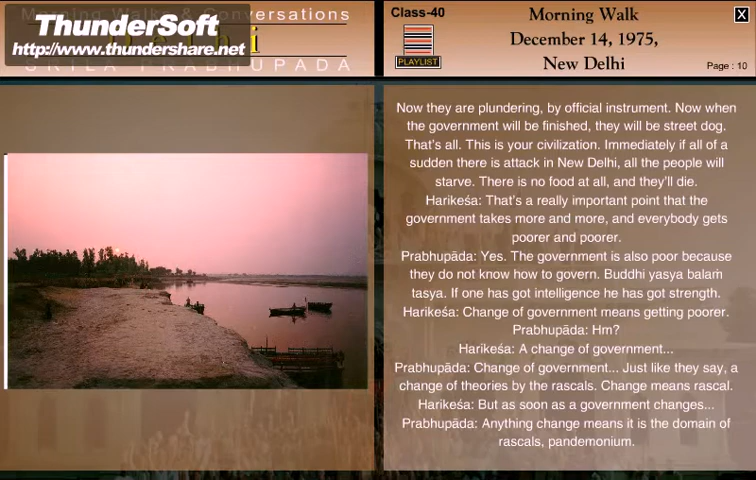 Morning Walks & Conversations
ThunderSoft
http://www.thundershare.net
SRILA PRABHUPADA
Class-40
PLAYLIST
Morning Walk
December 14, 1975,
New Delhi
X
Page : 10
Now they are plundering, by official instrument. Now when
the government will be finished, they will be street dog.
That's all. This is your civilization. Immediately if all of a
sudden there is attack in New Delhi, all the people will
starve. There is no food at all, and they'll die.
Harikeśa: That's a really important point that the
government takes more and more, and everybody gets
poorer and poorer.
Prabhupāda: Yes. The government is also poor because
they do not know how to govern. Buddhi yasya balaṁ
tasya. If one has got intelligence he has got strength.
Harikeśa: Change of government means getting poorer.
Prabhupāda: Hm?
Harikeśa: A change of government...
Prabhupāda: Change of government... Just like they say, a
change of theories by the rascals. Change means rascal.
Harikeśa: But as soon as a government changes...
Prabhupāda: Anything change means it is the domain of
rascals, pandemonium.